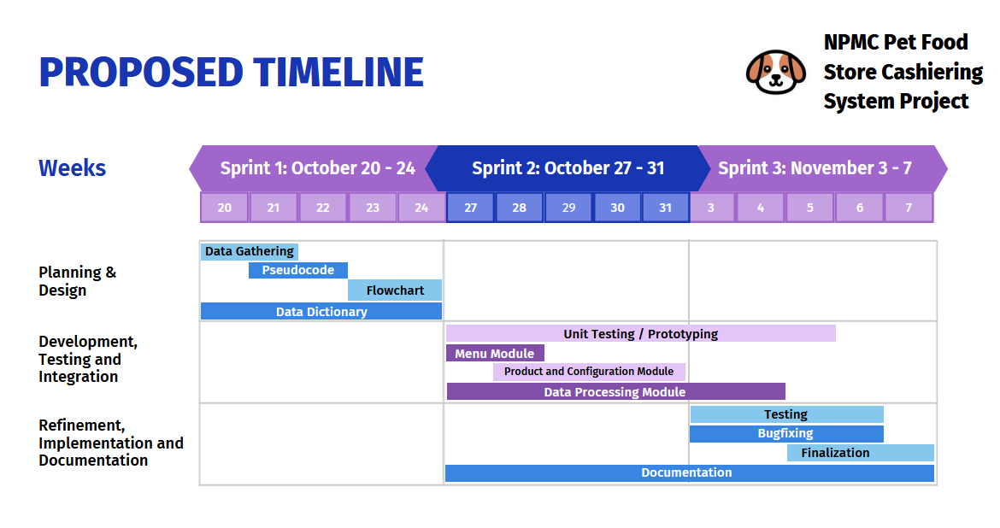 PROPOSED TIMELINE
NPMC Pet Food
Store Cashiering
System Project
Weeks
Sprint 1: October 20 - 24
Sprint 2: October 27 - 31
Sprint 3: November 3 - 7
20 21 22 23 24 27 28 29 30 31 3 4 5 6 7
Planning &
Design
Data Gathering
Pseudocode
Flowchart
Data Dictionary
Development,
Testing and
Integration
Unit Testing / Prototyping
Menu Module
Product and Configuration Module
Data Processing Module
Refinement,
Implementation and
Documentation
Testing
Bugfixing
Finalization
Documentation